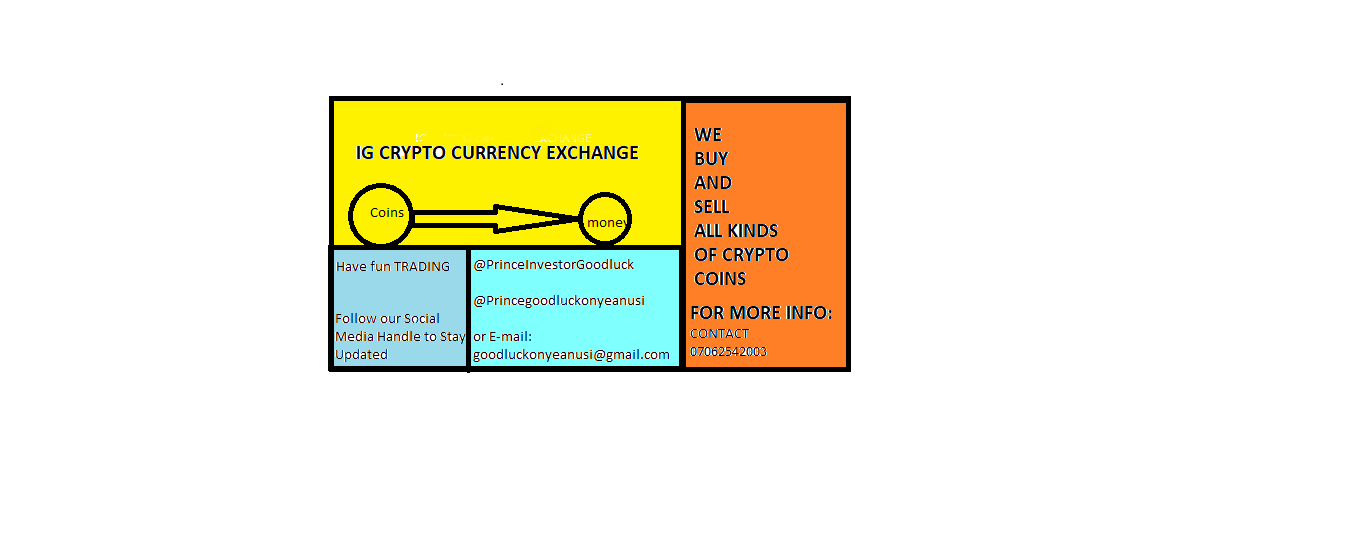 IG CRYPTO CURRENCY EXCHANGE
Coins
money
Have fun TRADING
Follow our Social
Media Handle to Stay
Updated
@PrinceInvestorGoodluck
@Princegoodluckonyeanusi
or E-mail:
goodluckonyeanusi@gmail.com
WE
BUY
AND
SELL
ALL KINDS
OF CRYPTO
COINS
FOR MORE INFO:
CONTACT
07062542003